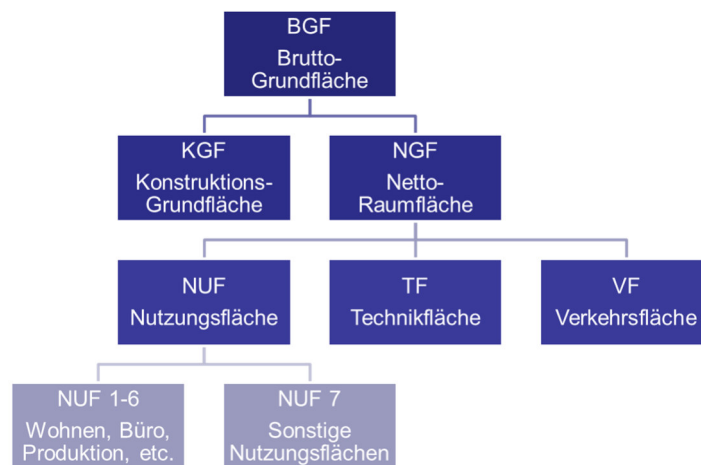 BGF
Brutto-
Grundfläche
KGF
Konstruktions-
Grundfläche
NGF
Netto-
Raumfläche
NUF
Nutzungsfläche
TF
Technikfläche
VF
Verkehrsfläche
NUF 1-6
Wohnen, Büro,
Produktion, etc.
NUF 7
Sonstige
Nutzungsflächen